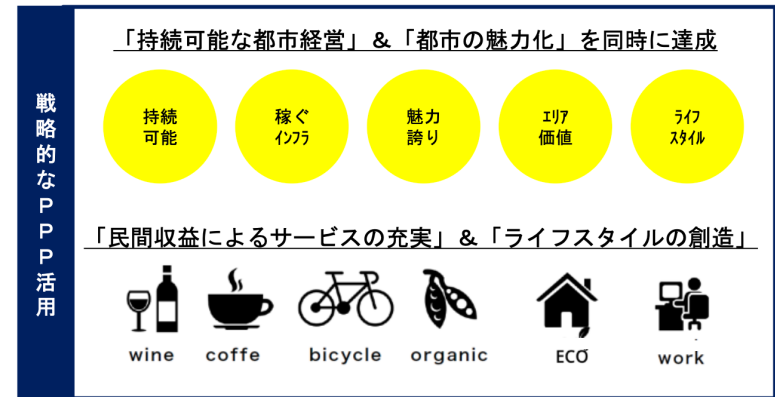 戦略的なＰＰＰ活用
「持続可能な都市経営」＆「都市の魅力化」を同時に達成
持続
可能
稼ぐ
ｲﾝﾌﾗ
魅力
誇り
ｴﾘｱ
価値
ﾗｲﾌ
ｽﾀｲﾙ
「民間収益によるサービスの充実」＆「ライフスタイルの創造」
wine
coffe
bicycle
organic
ECO
work